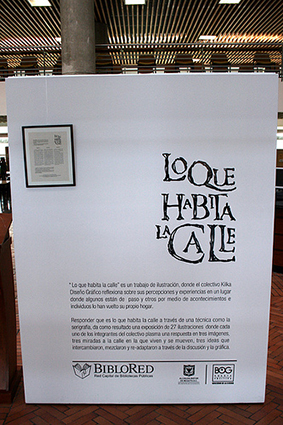 Lo Que
Habita
La Calle
" Lo que habita la calle" es un trabajo de ilustración, donde el colectivo Kilka
Diseño Gráfico reflexiona sobre sus percepciones y experiencias en un lugar
donde algunos están de paso y otros por medio de acontecimientos e
individuos lo han vuelto su propio hogar.
Responder que es lo que habita la calle a través de una técnica como la
serigrafía, da como resultado una exposición de 27 ilustraciones donde cada
uno de los integrantes del colectivo plasma una respuesta en tres imágenes,
tres miradas a la calle en la que viven y se mueven, tres ideas que
intercambiaron, mezclaron y re-adaptaron a través de la discusión y la gráfica.
BibloRed
Red Capital de Bibliotecas Públicas
BOG